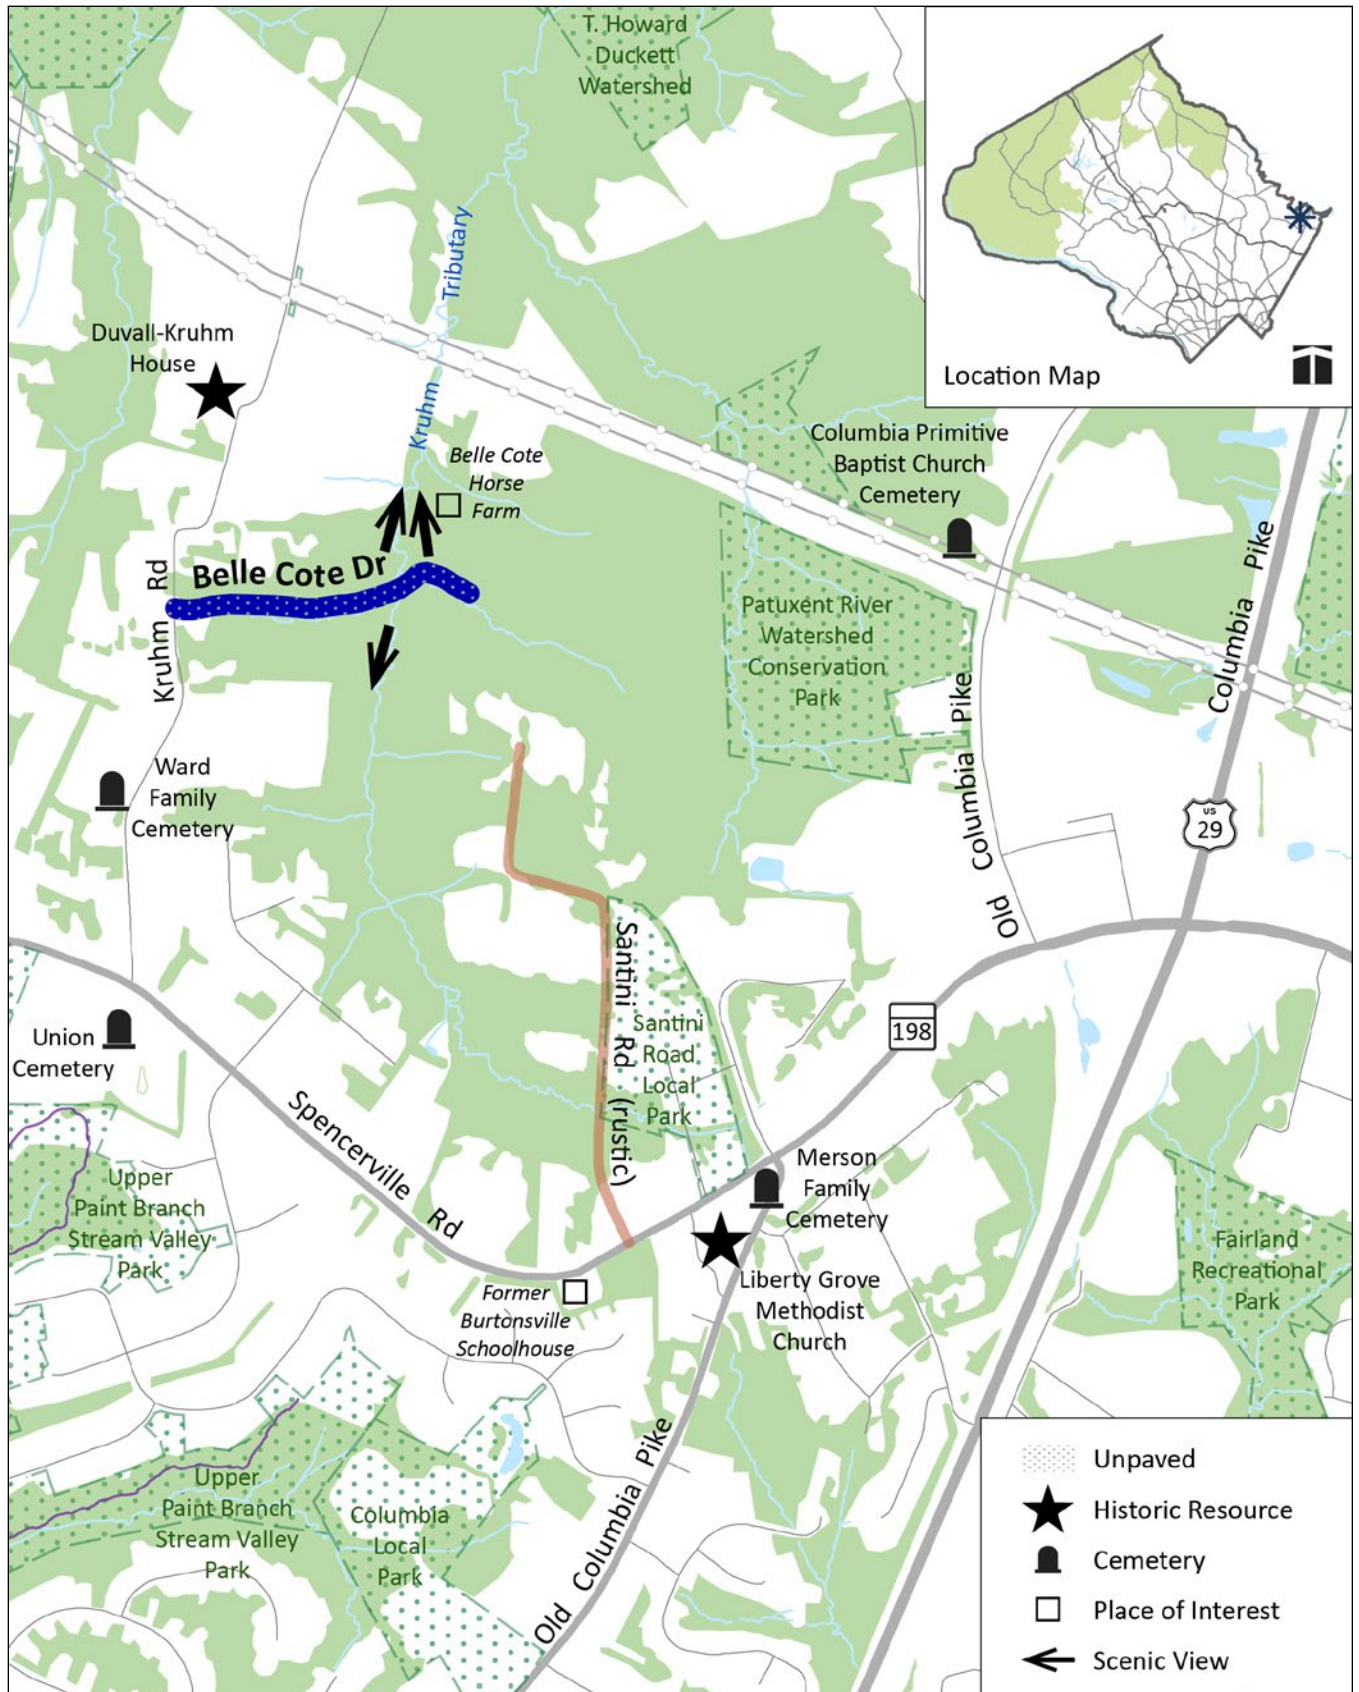 T. Howard
Duckett
Watershed
Location Map
Tributary
Kruhm
Duvall-Kruhm
House
Belle Cote
Horse
Farm
Columbia Primitive
Baptist Church
Cemetery
Columbia Pike
Kruhm Rd
Belle Cote Dr
Patuxent River
Watershed
Conservation
Park
Ward
Family
Cemetery
Old Columbia Pike
US
29
Santini Rd (rustic)
Santini
Road
Local
Park
198
Union
Cemetery
Spencerville Rd
Upper
Paint Branch
Stream Valley
Park
Merson
Family
Cemetery
Liberty Grove
Methodist
Church
Fairland
Recreational
Park
Former
Burtonsville
Schoolhouse
Upper
Paint Branch
Stream Valley
Park
Columbia
Local
Park
Old Columbia Pike
Unpaved
Historic Resource
Cemetery
Place of Interest
Scenic View